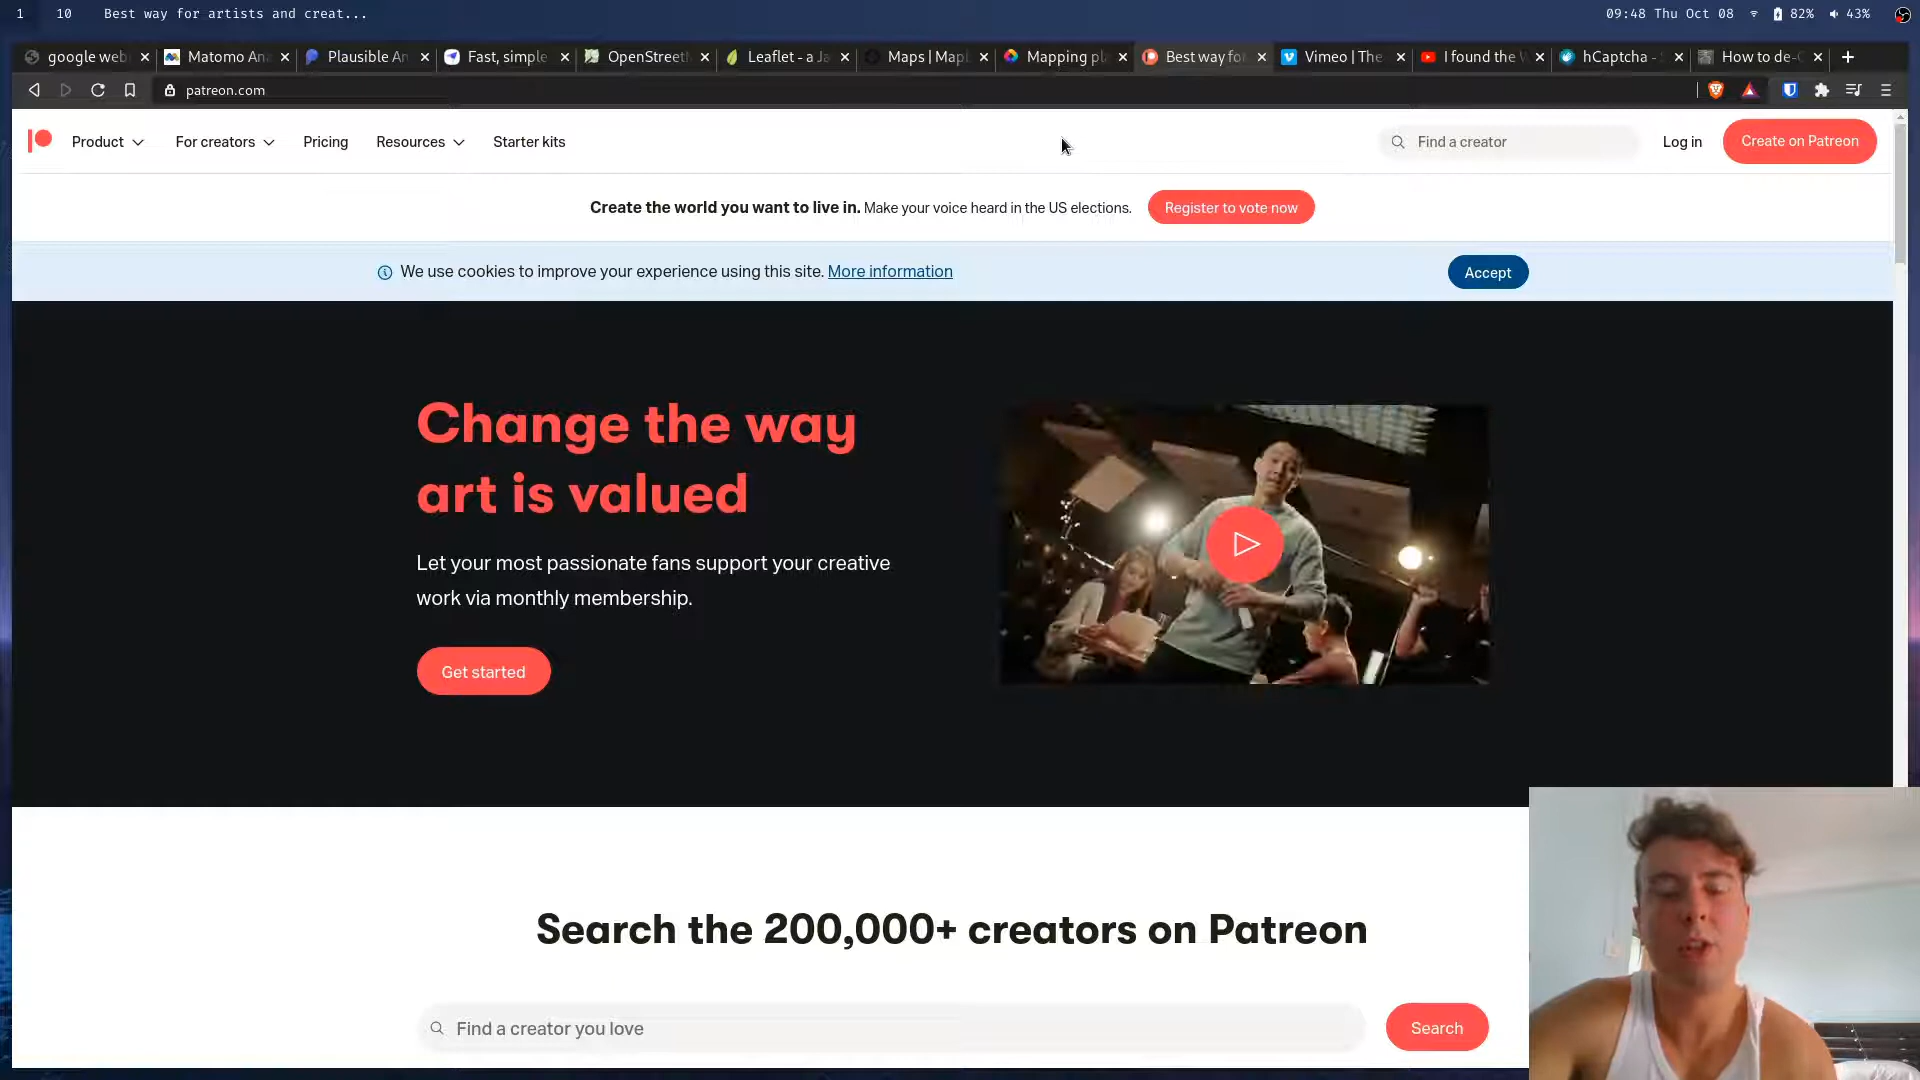 1 10 Best way for artists and creat...
09:48 Thu Oct 08 82% 43%
google web
Matomo An
Plausible An
Fast, simple
OpenStreetM
Leaflet - a Ja
Maps | Mapb
Mapping pl
Best way fo
Vimeo | The
I found the W
hCaptcha - S
How to de-G
patreon.com
Product
For creators
Pricing
Resources
Starter kits
Find a creator
Log in
Create on Patreon
Create the world you want to live in. Make your voice heard in the US elections.
Register to vote now
We use cookies to improve your experience using this site. More information
Accept
Change the way
art is valued
Let your most passionate fans support your creative
work via monthly membership.
Get started
Search the 200,000+ creators on Patreon
Find a creator you love
Search